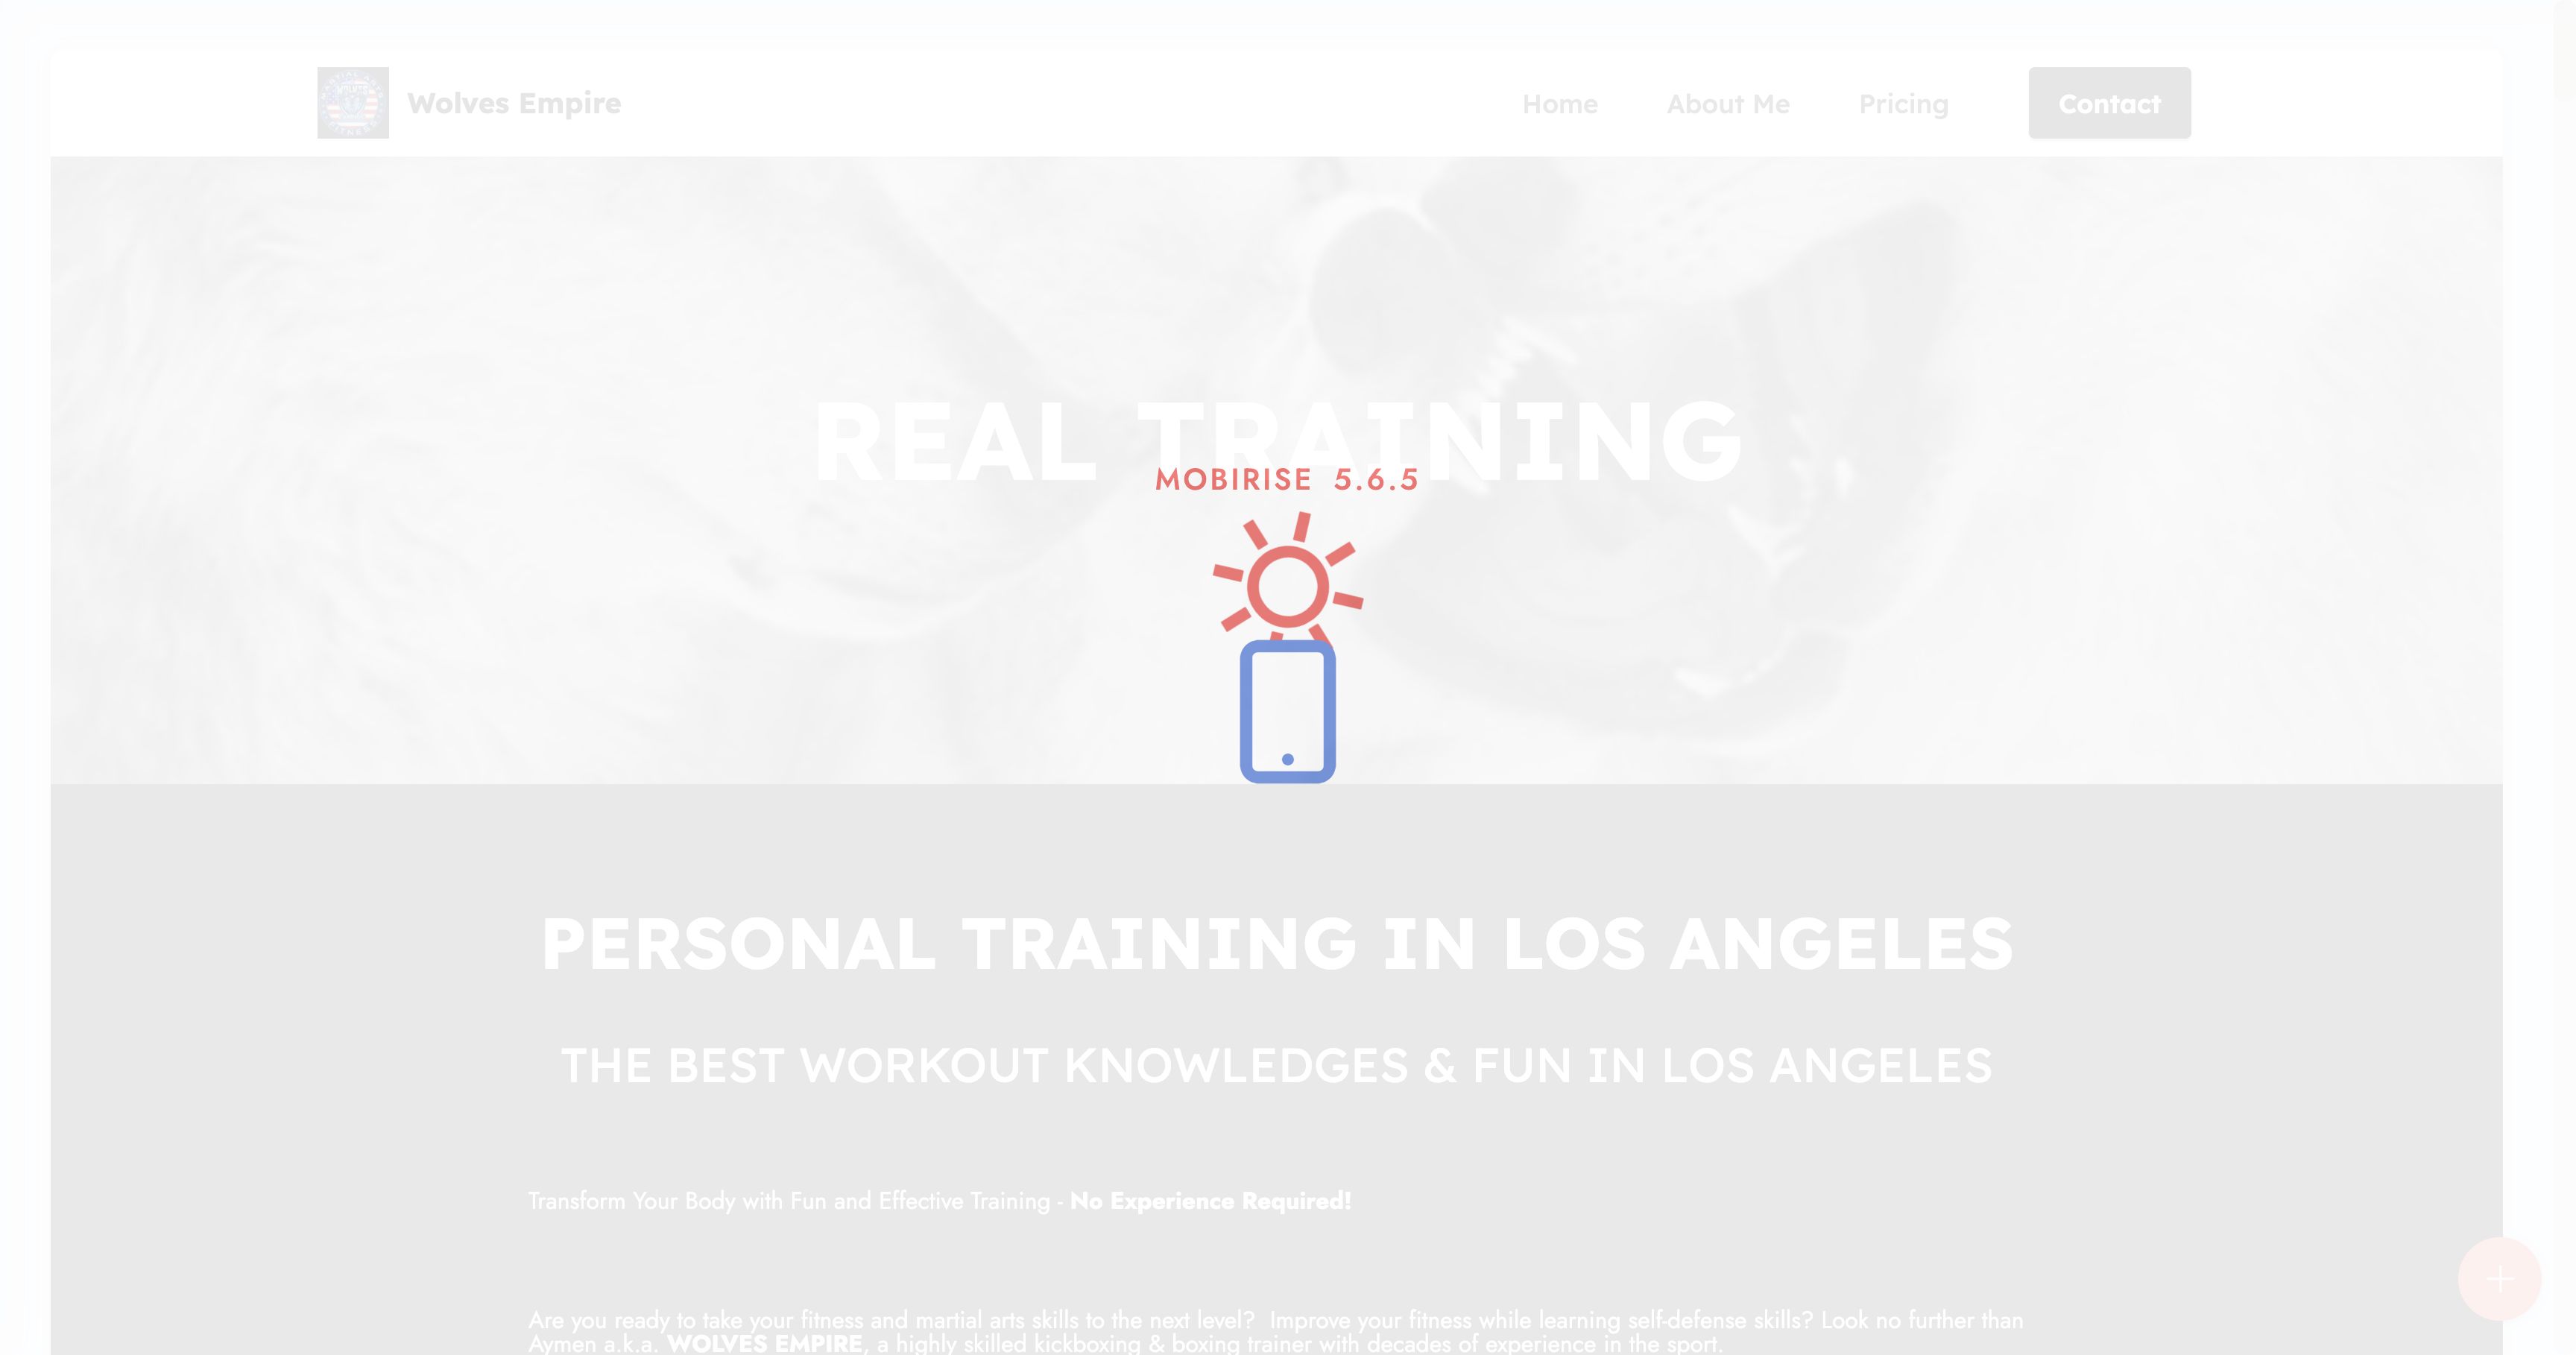 Wolves Empire
Home
About Me
Pricing
Contact
REAL TRAINING
MOBIRISE 5.6.5
PERSONAL TRAINING IN LOS ANGELES
THE BEST WORKOUT KNOWLEDGES & FUN IN LOS ANGELES
Transform Your Body with Fun and Effective Training - No Experience Required!
Are you ready to take your fitness and martial arts skills to the next level? Improve your fitness while learning self-defense skills? Look no further than
Aymen a.k.a. WOLVES EMPIRE, a highly skilled kickboxing & boxing trainer with decades of experience in the sport.